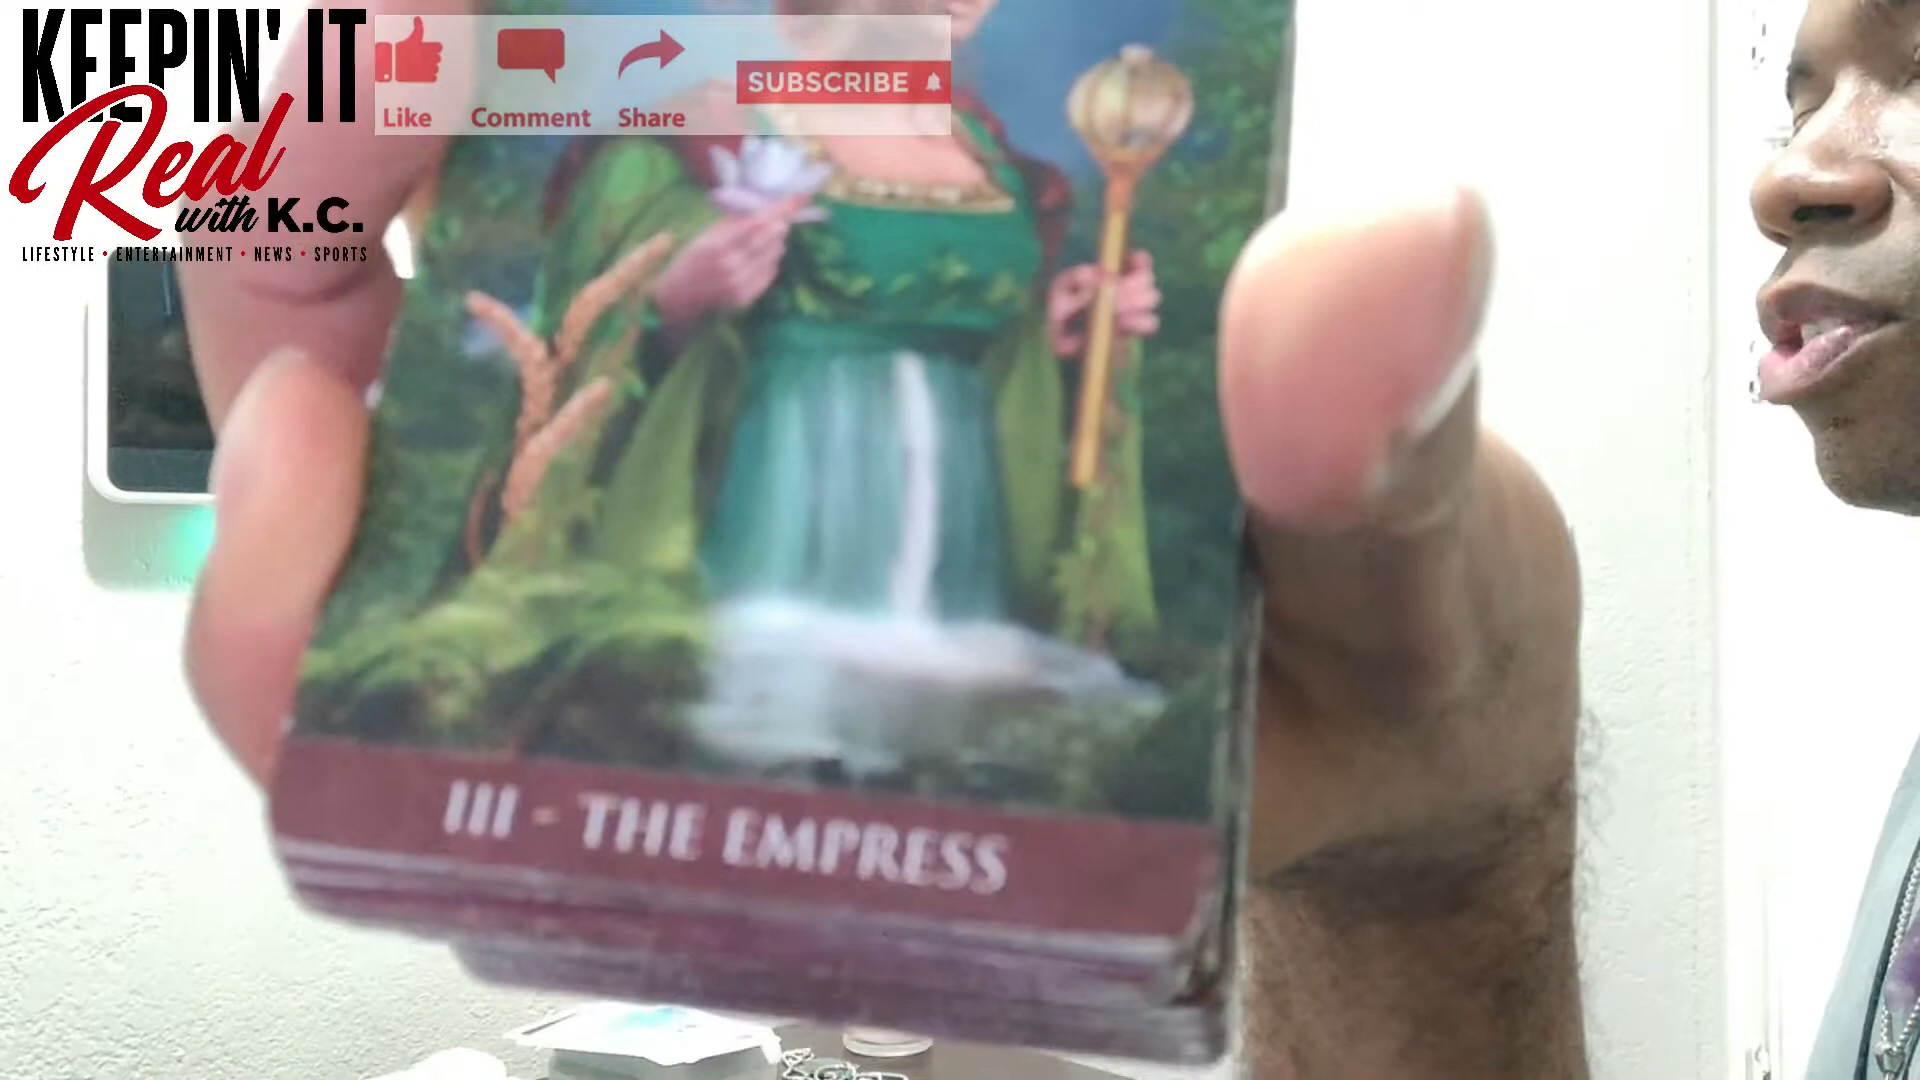 KEEPIN' IT
Real
with K.C.
LIFESTYLE • ENTERTAINMENT • NEWS • SPORTS
Like
Comment
Share
SUBSCRIBE
III - THE EMPRESS